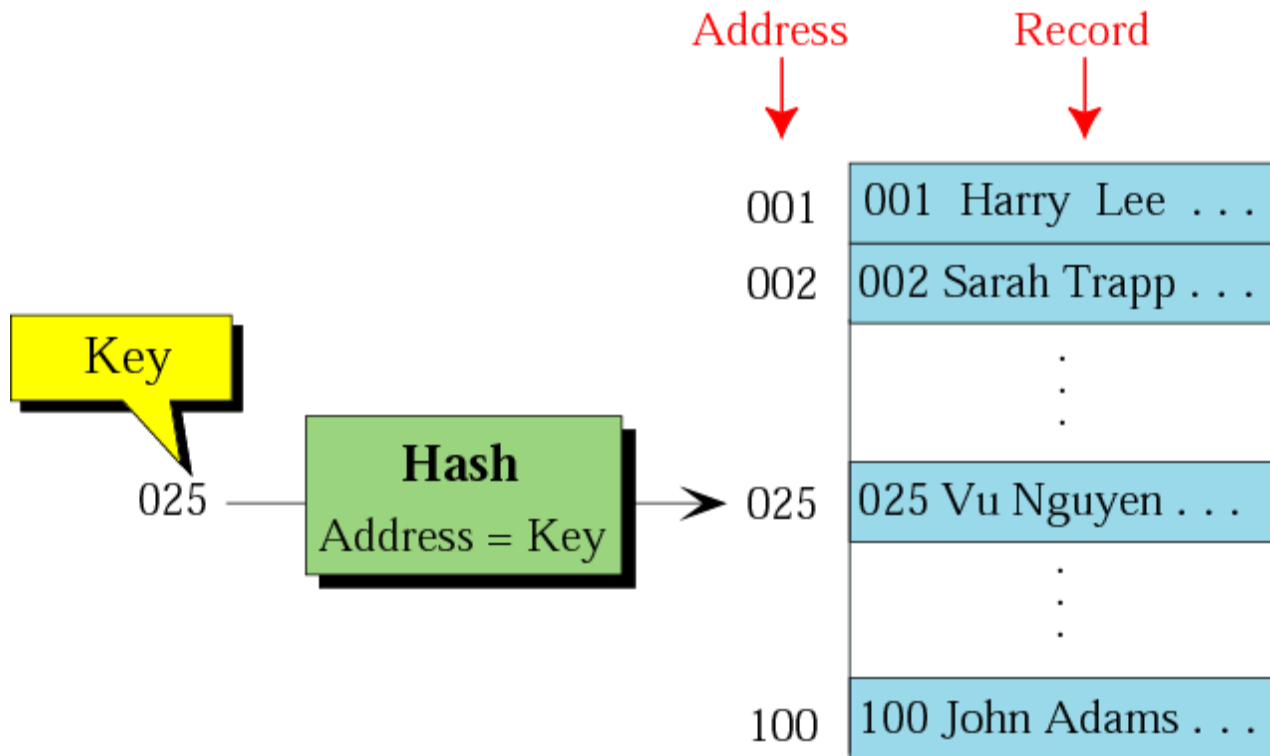 Address Record
001 001 Harry Lee . . .
002 002 Sarah Trapp . . .
.
.
.
Key
Hash
Address = Key
025 025 025 Vu Nguyen . . .
.
.
.
100 100 John Adams . . .